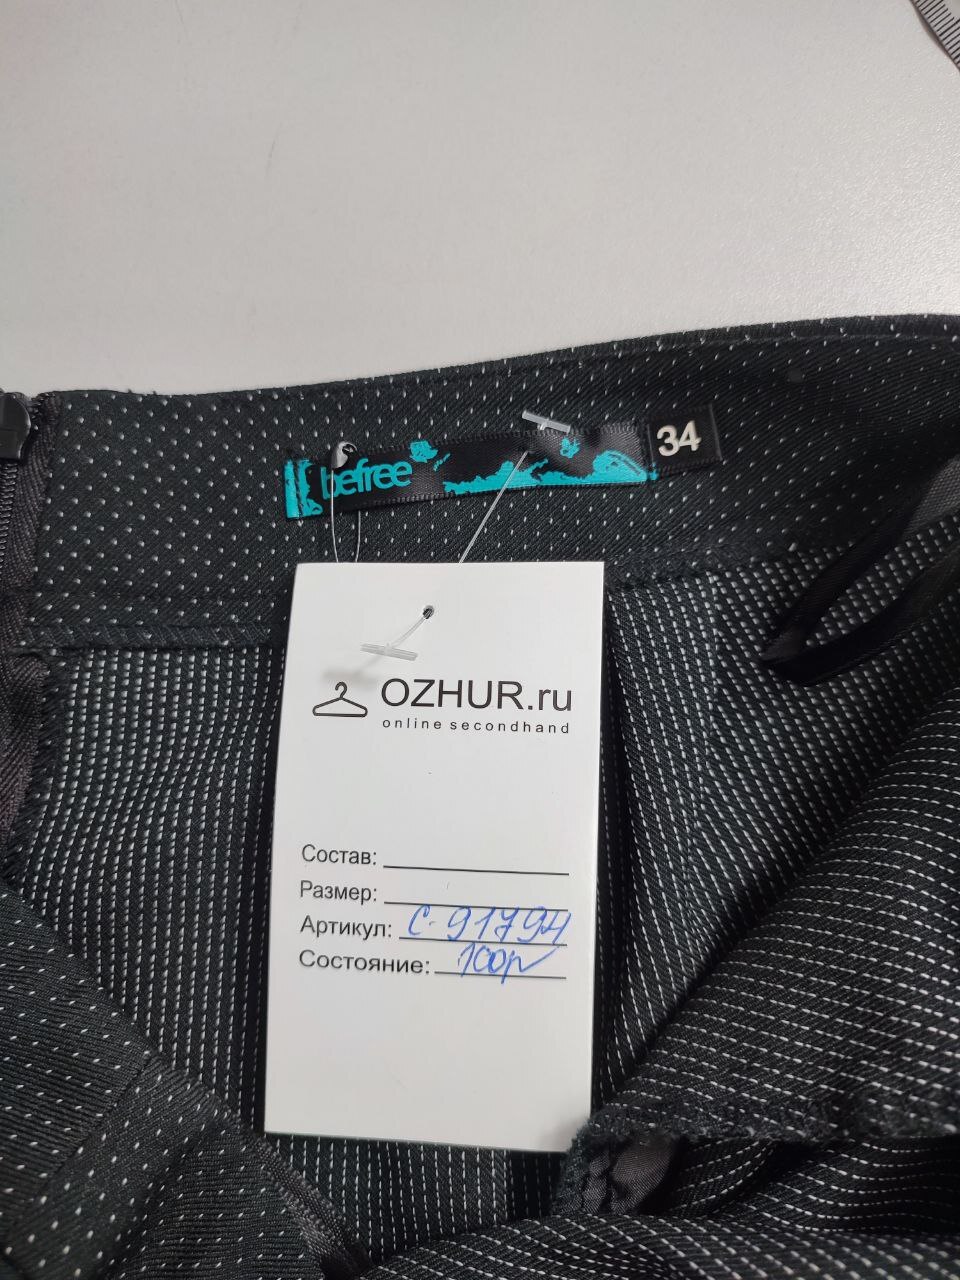 befree
34
OZHUR.ru
online secondhand
Состав:
Размер:
Артикул: С-91794
Состояние: 100р